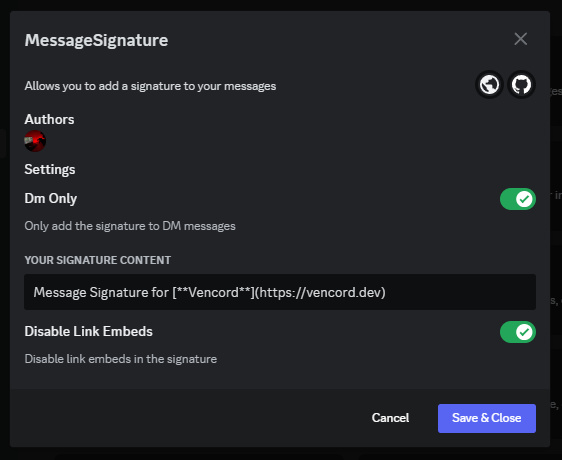 MessageSignature
Allows you to add a signature to your messages
Authors
Settings
Dm Only
Only add the signature to DM messages
YOUR SIGNATURE CONTENT
Message Signature for [**Vencord**](https://vencord.dev)
Disable Link Embeds
Disable link embeds in the signature
Cancel
Save & Close